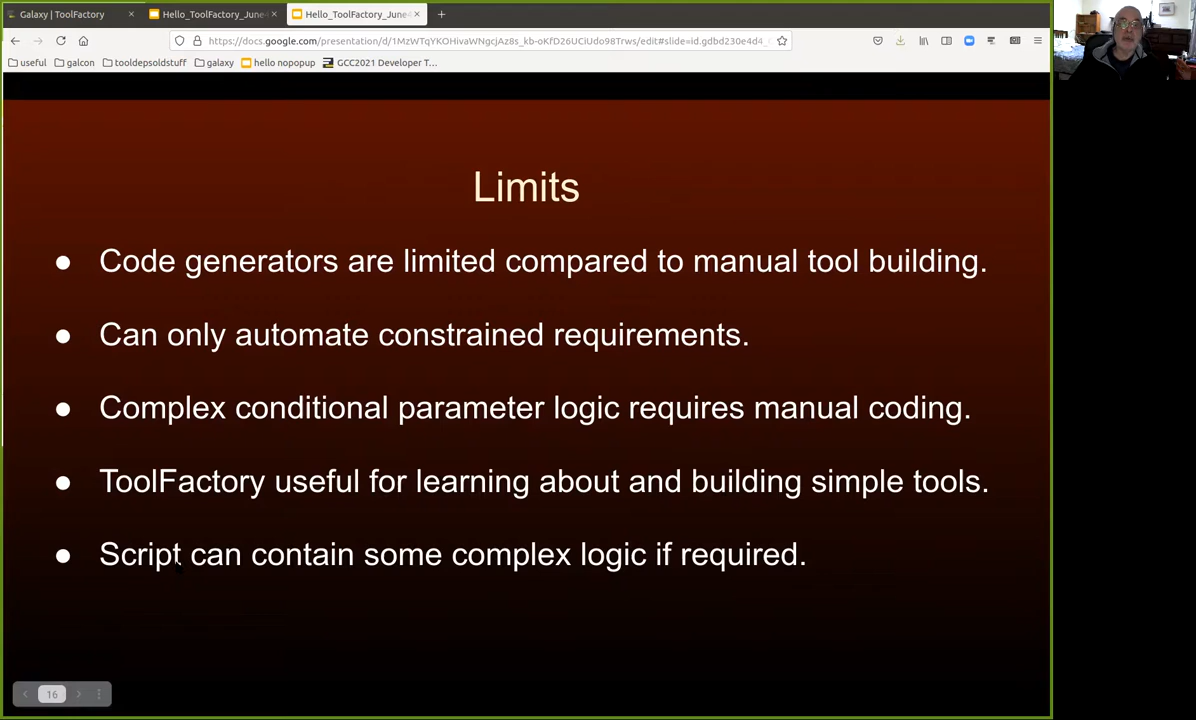 Galaxy | ToolFactory
Hello_ToolFactory_June
Hello_ToolFactory_June
https://docs.google.com/presentation/d/1MzWTqYKOHivaWNgcjAz8s_kb-oKfD26UCiUdo98Trws/edit#slide=id.gdbd230e4d4_
useful
galcon
tooldepsoldstuff
galaxy
hello nopopup
GCC2021 Developer T...
Limits
● Code generators are limited compared to manual tool building.
● Can only automate constrained requirements.
● Complex conditional parameter logic requires manual coding.
● ToolFactory useful for learning about and building simple tools.
● Script can contain some complex logic if required.
16